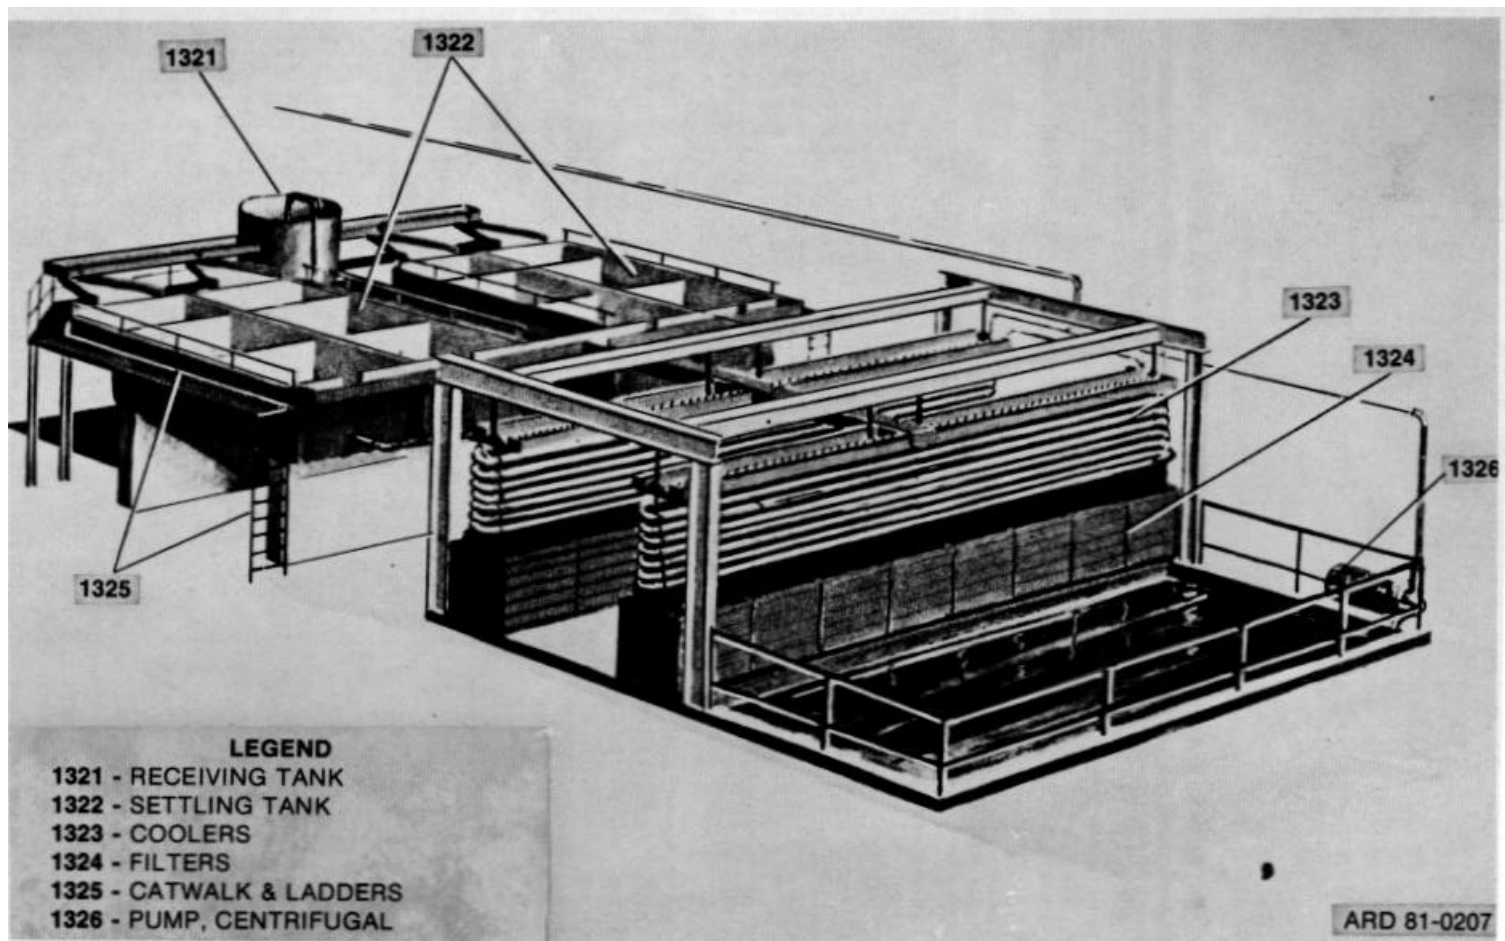 1321
1322
1323
1324
1326
1325
LEGEND
1321 - RECEIVING TANK
1322 - SETTLING TANK
1323 - COOLERS
1324 - FILTERS
1325 - CATWALK & LADDERS
1326 - PUMP, CENTRIFUGAL
ARD 81-0207